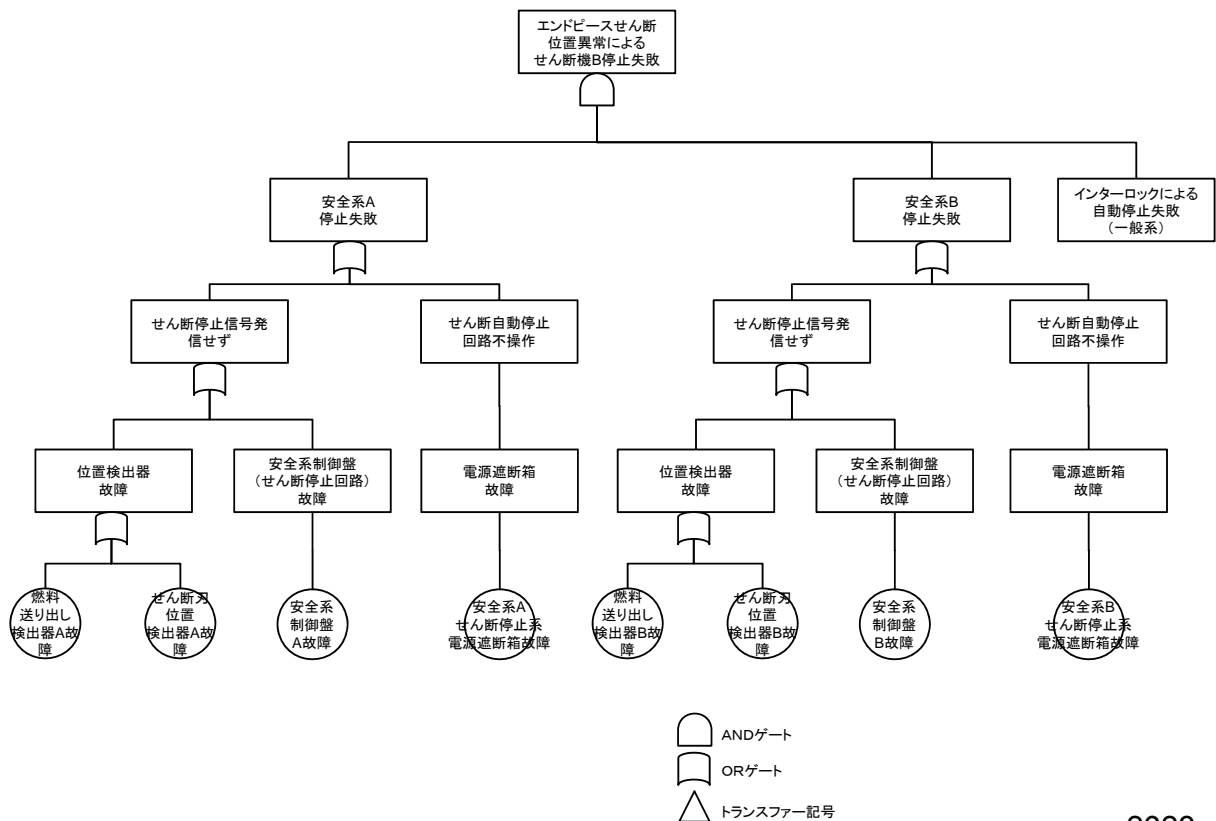 エンドピースせん断
位置異常による
せん断機B停止失敗
安全系A
停止失敗
安全系B
停止失敗
インターロックによる
自動停止失敗
（一般系）
せん断停止信号発
信せず
せん断自動停止
回路不操作
せん断停止信号発
信せず
せん断自動停止
回路不操作
位置検出器
故障
安全系制御盤
（せん断停止回路）
故障
電源遮断箱
故障
位置検出器
故障
安全系制御盤
（せん断停止回路）
故障
電源遮断箱
故障
燃料
送り出し
検出器A故
障
せん断刃
位置
検出器A故
障
安全系
制御盤
A故障
安全系A
せん断停止系
電源遮断箱故障
燃料
送り出し
検出器B故
障
せん断刃
位置
検出器B故
障
安全系
制御盤
B故障
安全系B
せん断停止系
電源遮断箱故障
ANDゲート
ORゲート
トランスファー記号